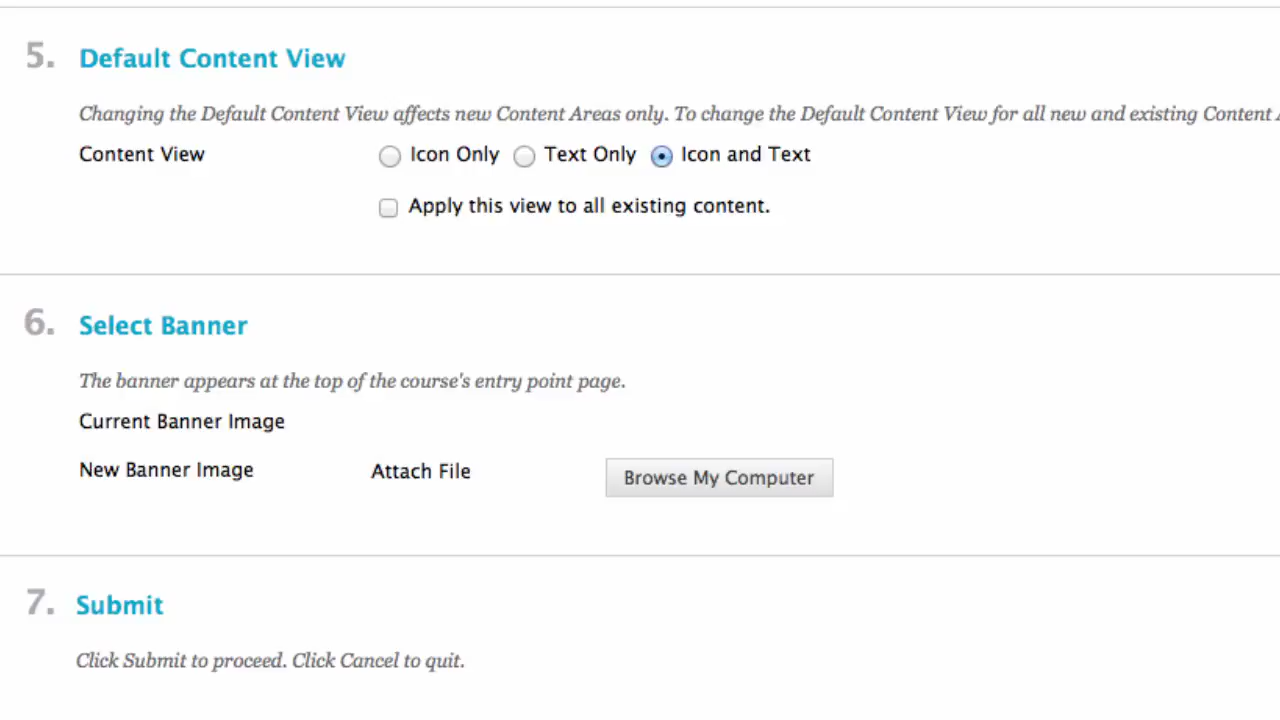 5. Default Content View
Changing the Default Content View affects new Content Areas only. To change the Default Content View for all new and existing Content
Content View Icon Only Text Only Icon and Text
Apply this view to all existing content.
6. Select Banner
The banner appears at the top of the course's entry point page.
Current Banner Image
New Banner Image Attach File Browse My Computer
7. Submit
Click Submit to proceed. Click Cancel to quit.